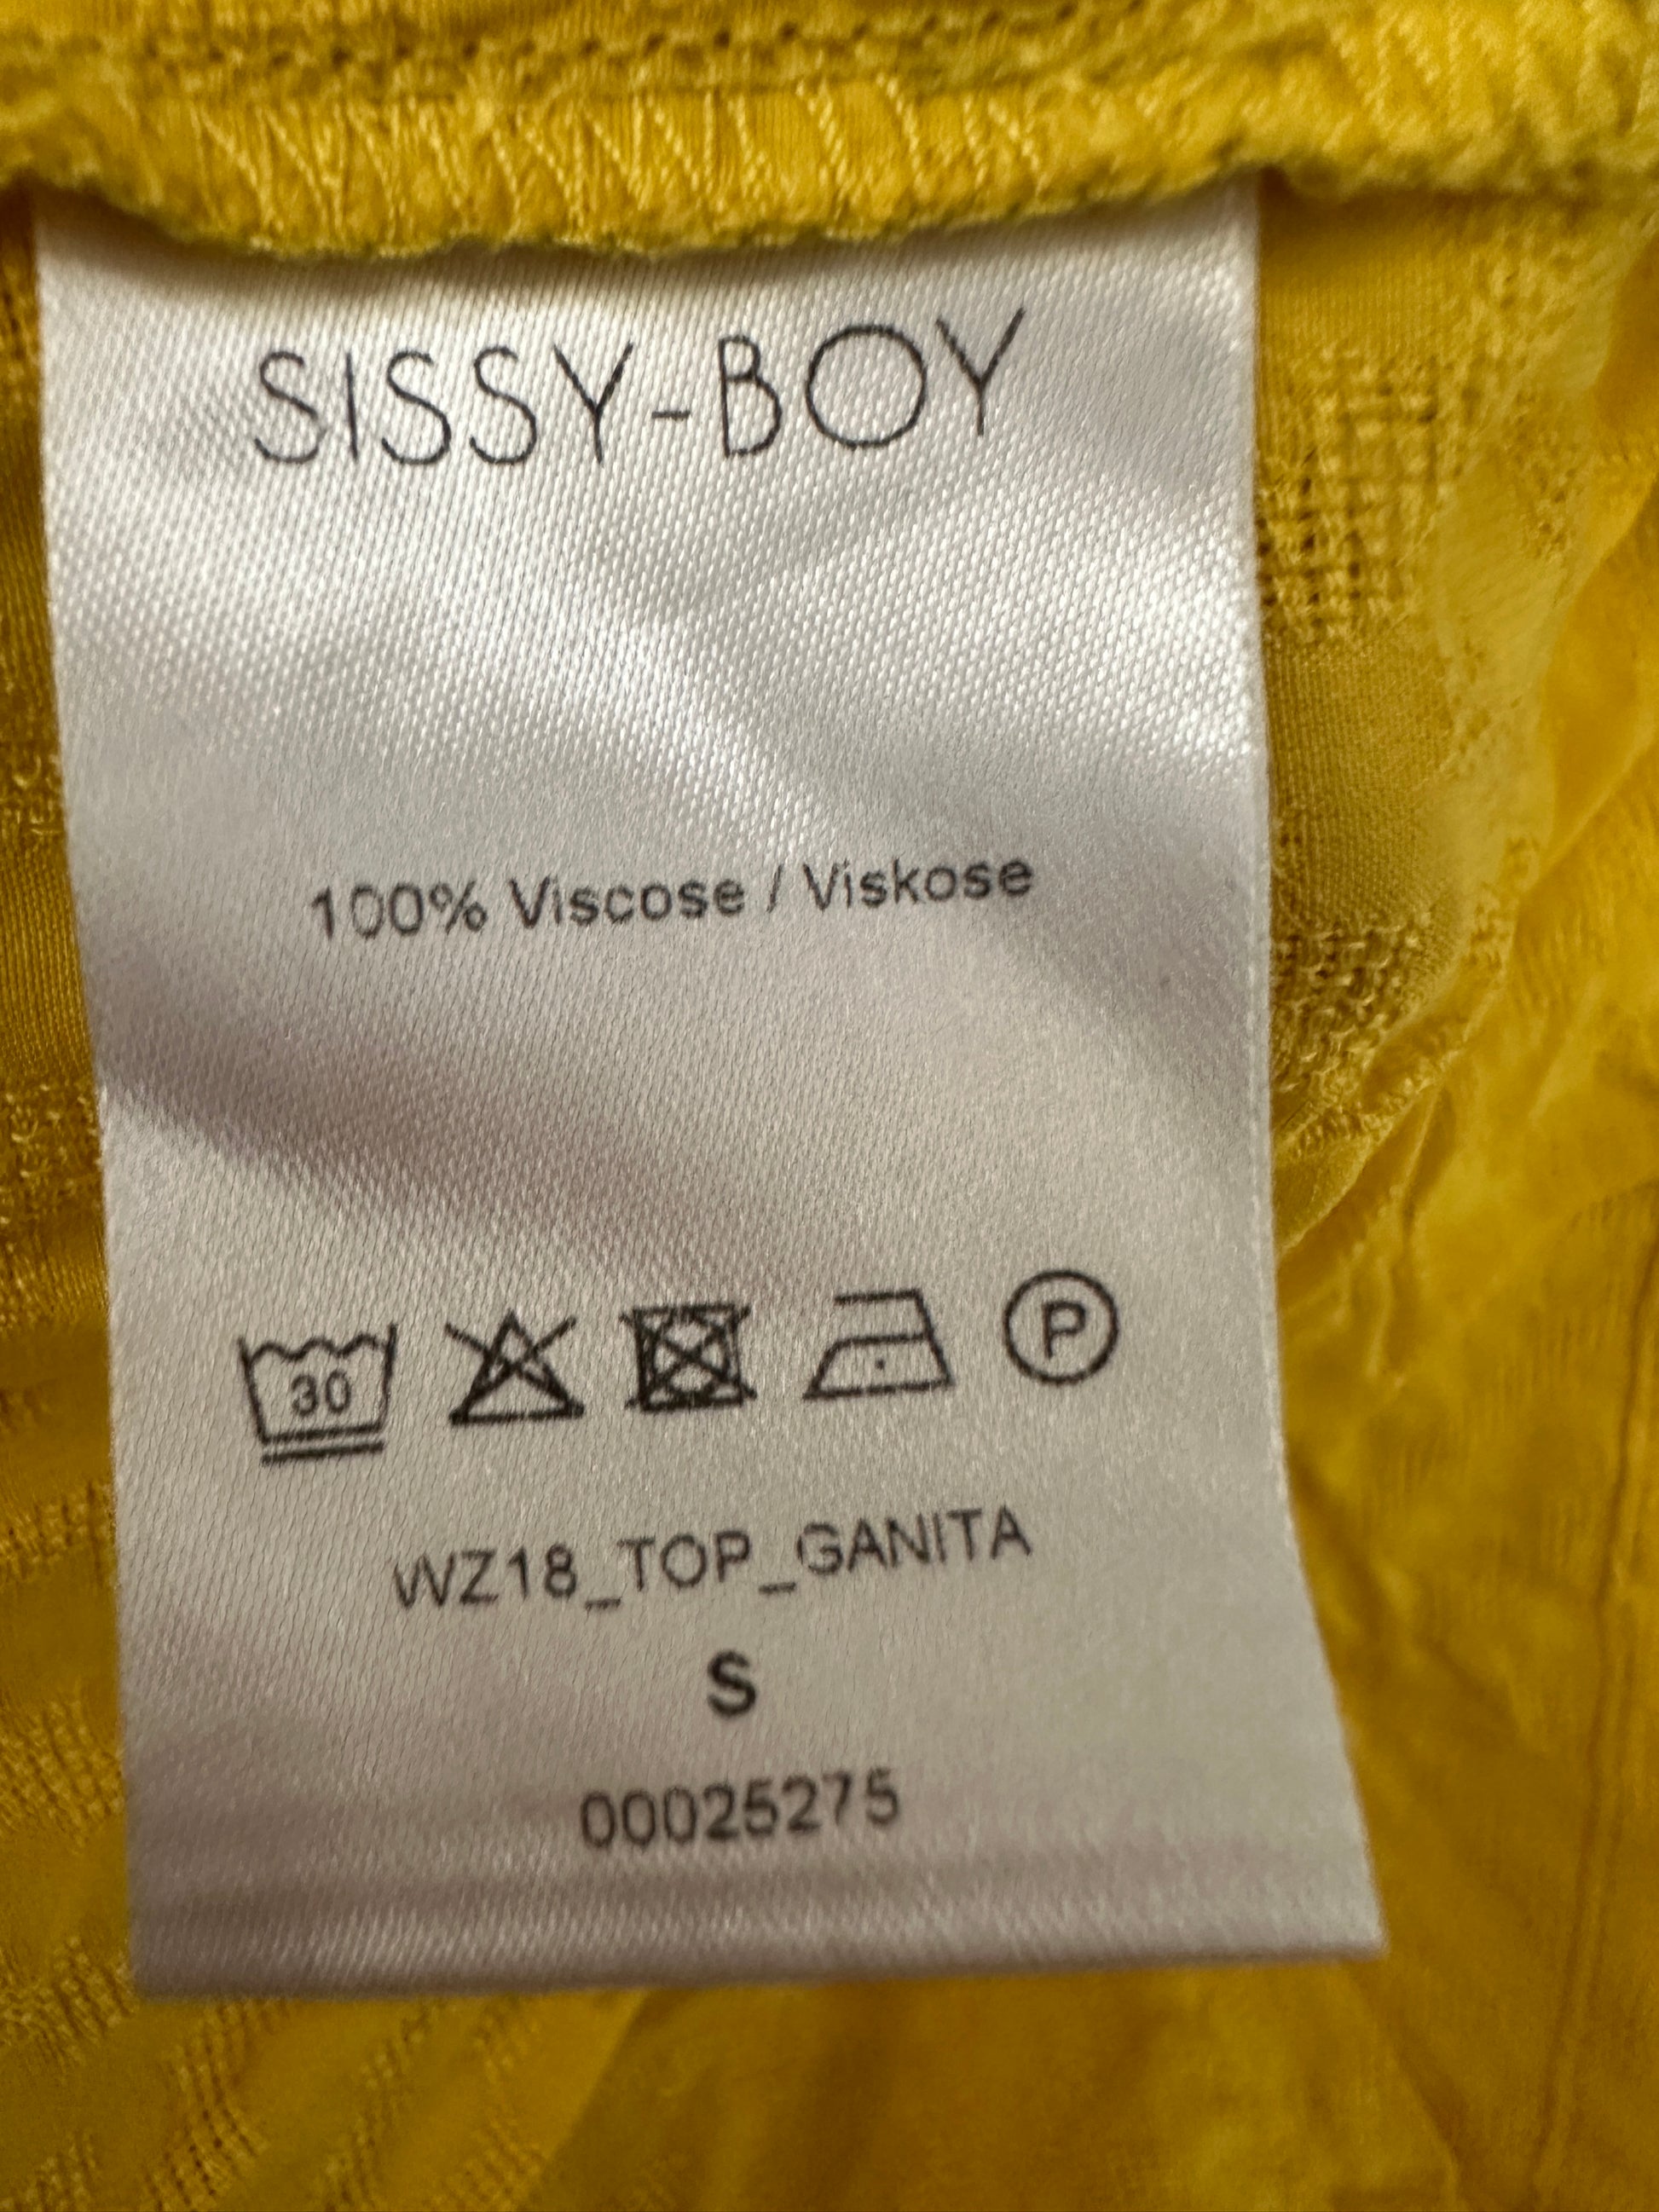 SISSY-BOY
100% Viscose / Viskose
30 P
WZ18_TOP_GANITA
S
00025275